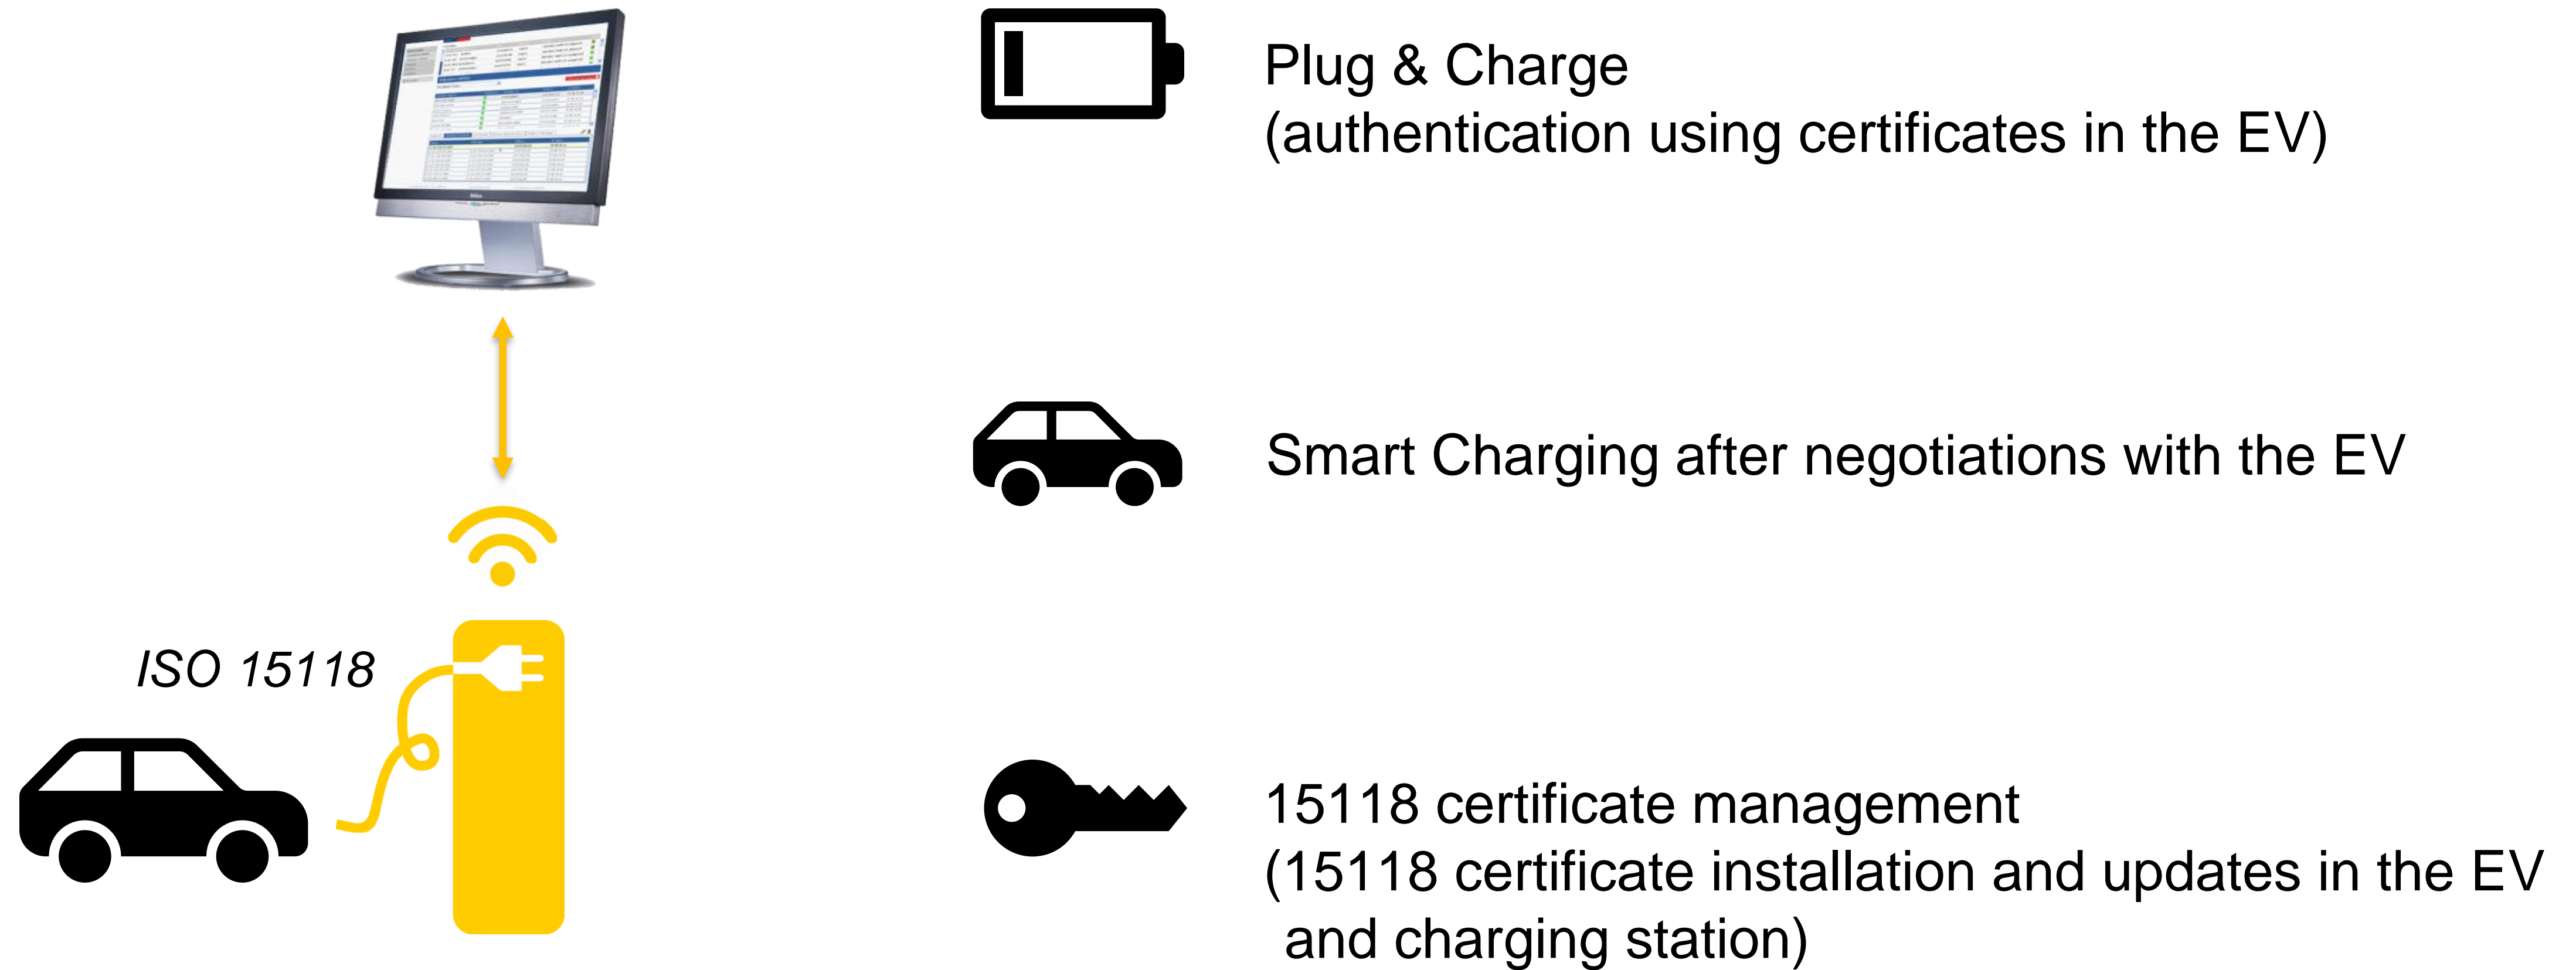 Plug & Charge
(authentication using certificates in the EV)
Smart Charging after negotiations with the EV
ISO 15118
15118 certificate management
(15118 certificate installation and updates in the EV
and charging station)